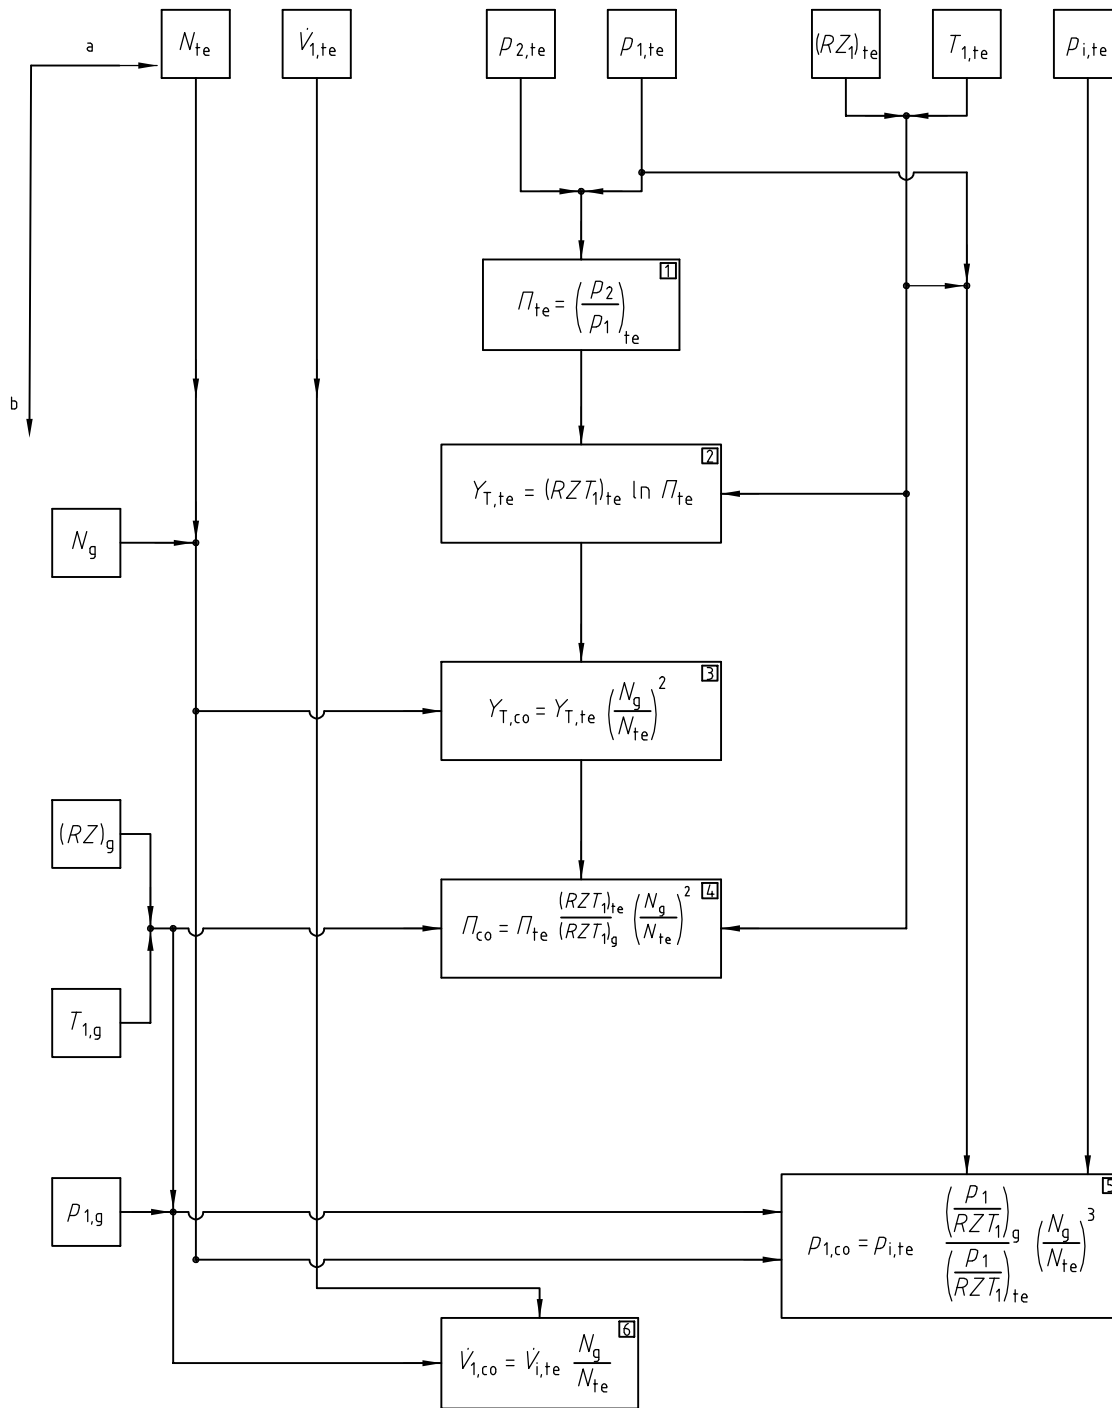 a
N_te
V̇_1,te
p_2,te
p_1,te
(RZ_1)_te
T_1,te
p_i,te
b
1
Π_te = (p_2/p_1)_te
2
Y_T,te = (RZT_1)_te ln Π_te
N_g
3
Y_T,co = Y_T,te (N_g/N_te)^2
(RZ)_g
4
Π_co = Π_te (RZT_1)_te/(RZT_1)_g (N_g/N_te)^2
T_1,g
p_1,g
5
p_1,co = p_i,te (p_1/RZT_1)_g/(p_1/RZT_1)_te (N_g/N_te)^3
6
V̇_1,co = V̇_i,te N_g/N_te